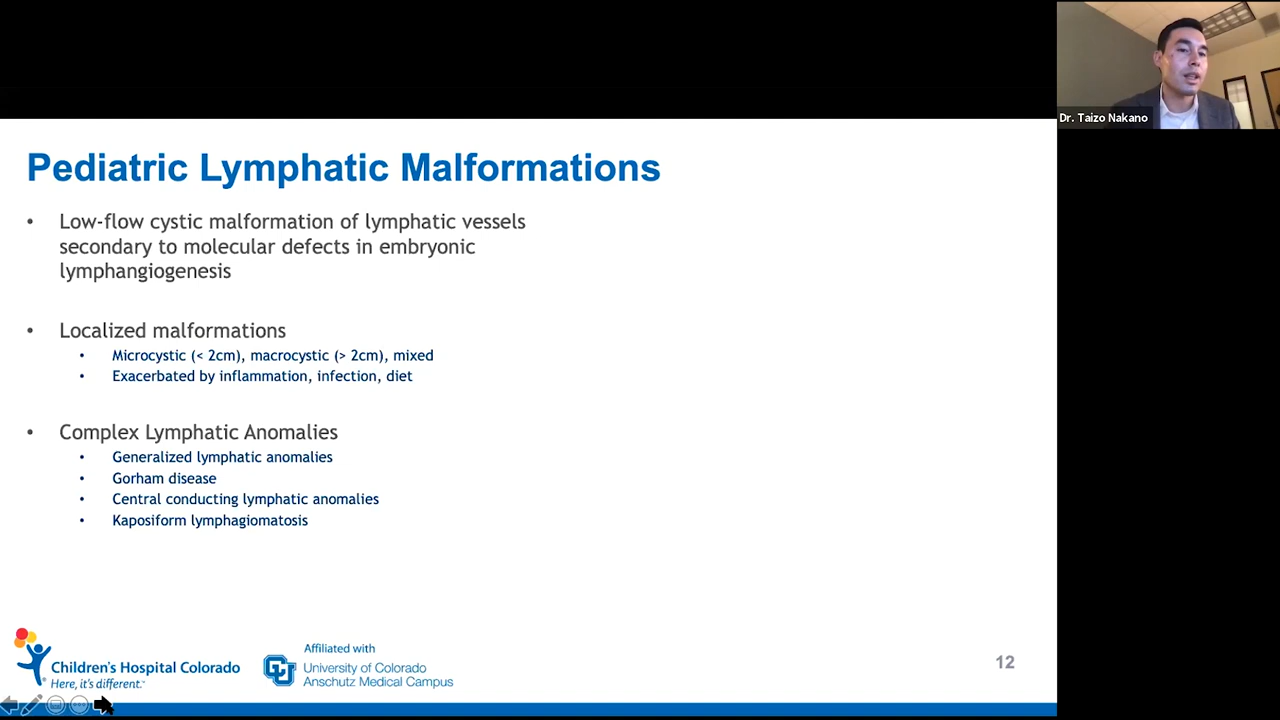 Dr. Taizo Nakano
Pediatric Lymphatic Malformations
• Low-flow cystic malformation of lymphatic vessels
secondary to molecular defects in embryonic
lymphangiogenesis
• Localized malformations
• Microcystic (< 2cm), macrocystic (> 2cm), mixed
• Exacerbated by inflammation, infection, diet
• Complex Lymphatic Anomalies
• Generalized lymphatic anomalies
• Gorham disease
• Central conducting lymphatic anomalies
• Kaposiform lymphagiomatosis
Children's Hospital Colorado
Here, it's different.™
Affiliated with
University of Colorado
Anschutz Medical Campus
12